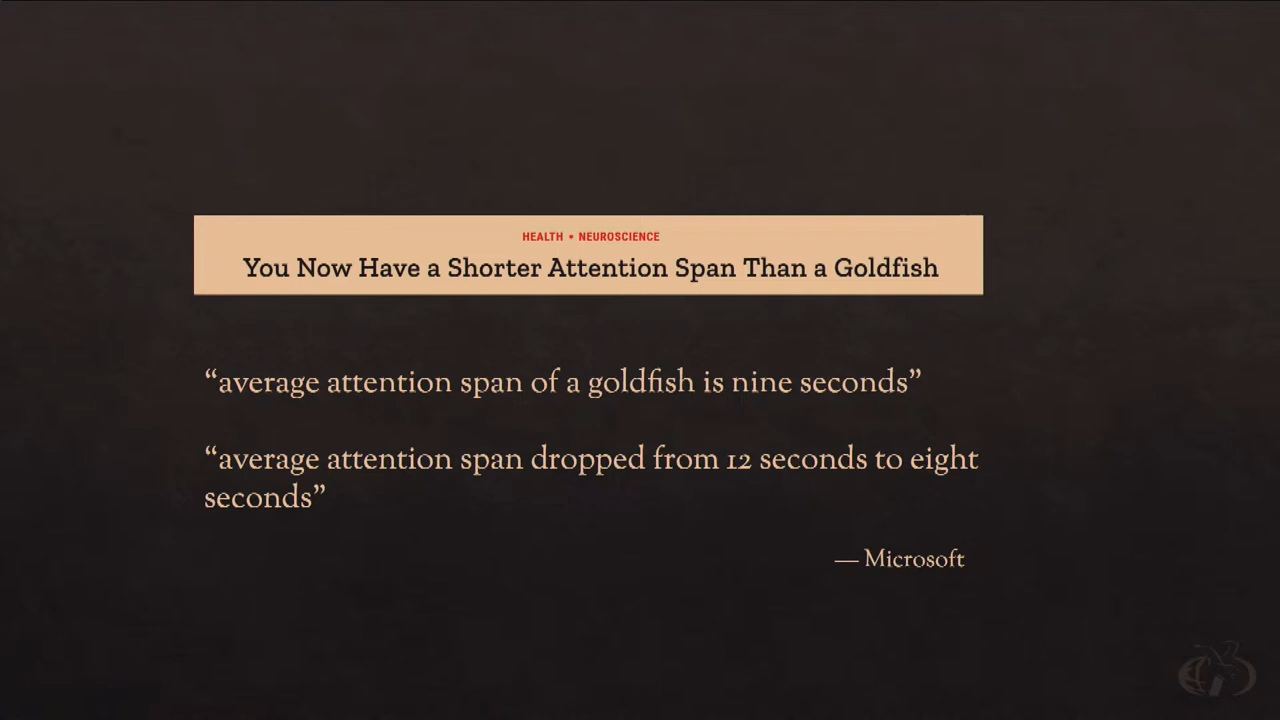 HEALTH • NEUROSCIENCE
You Now Have a Shorter Attention Span Than a Goldfish
“average attention span of a goldfish is nine seconds”
“average attention span dropped from 12 seconds to eight
seconds”
— Microsoft